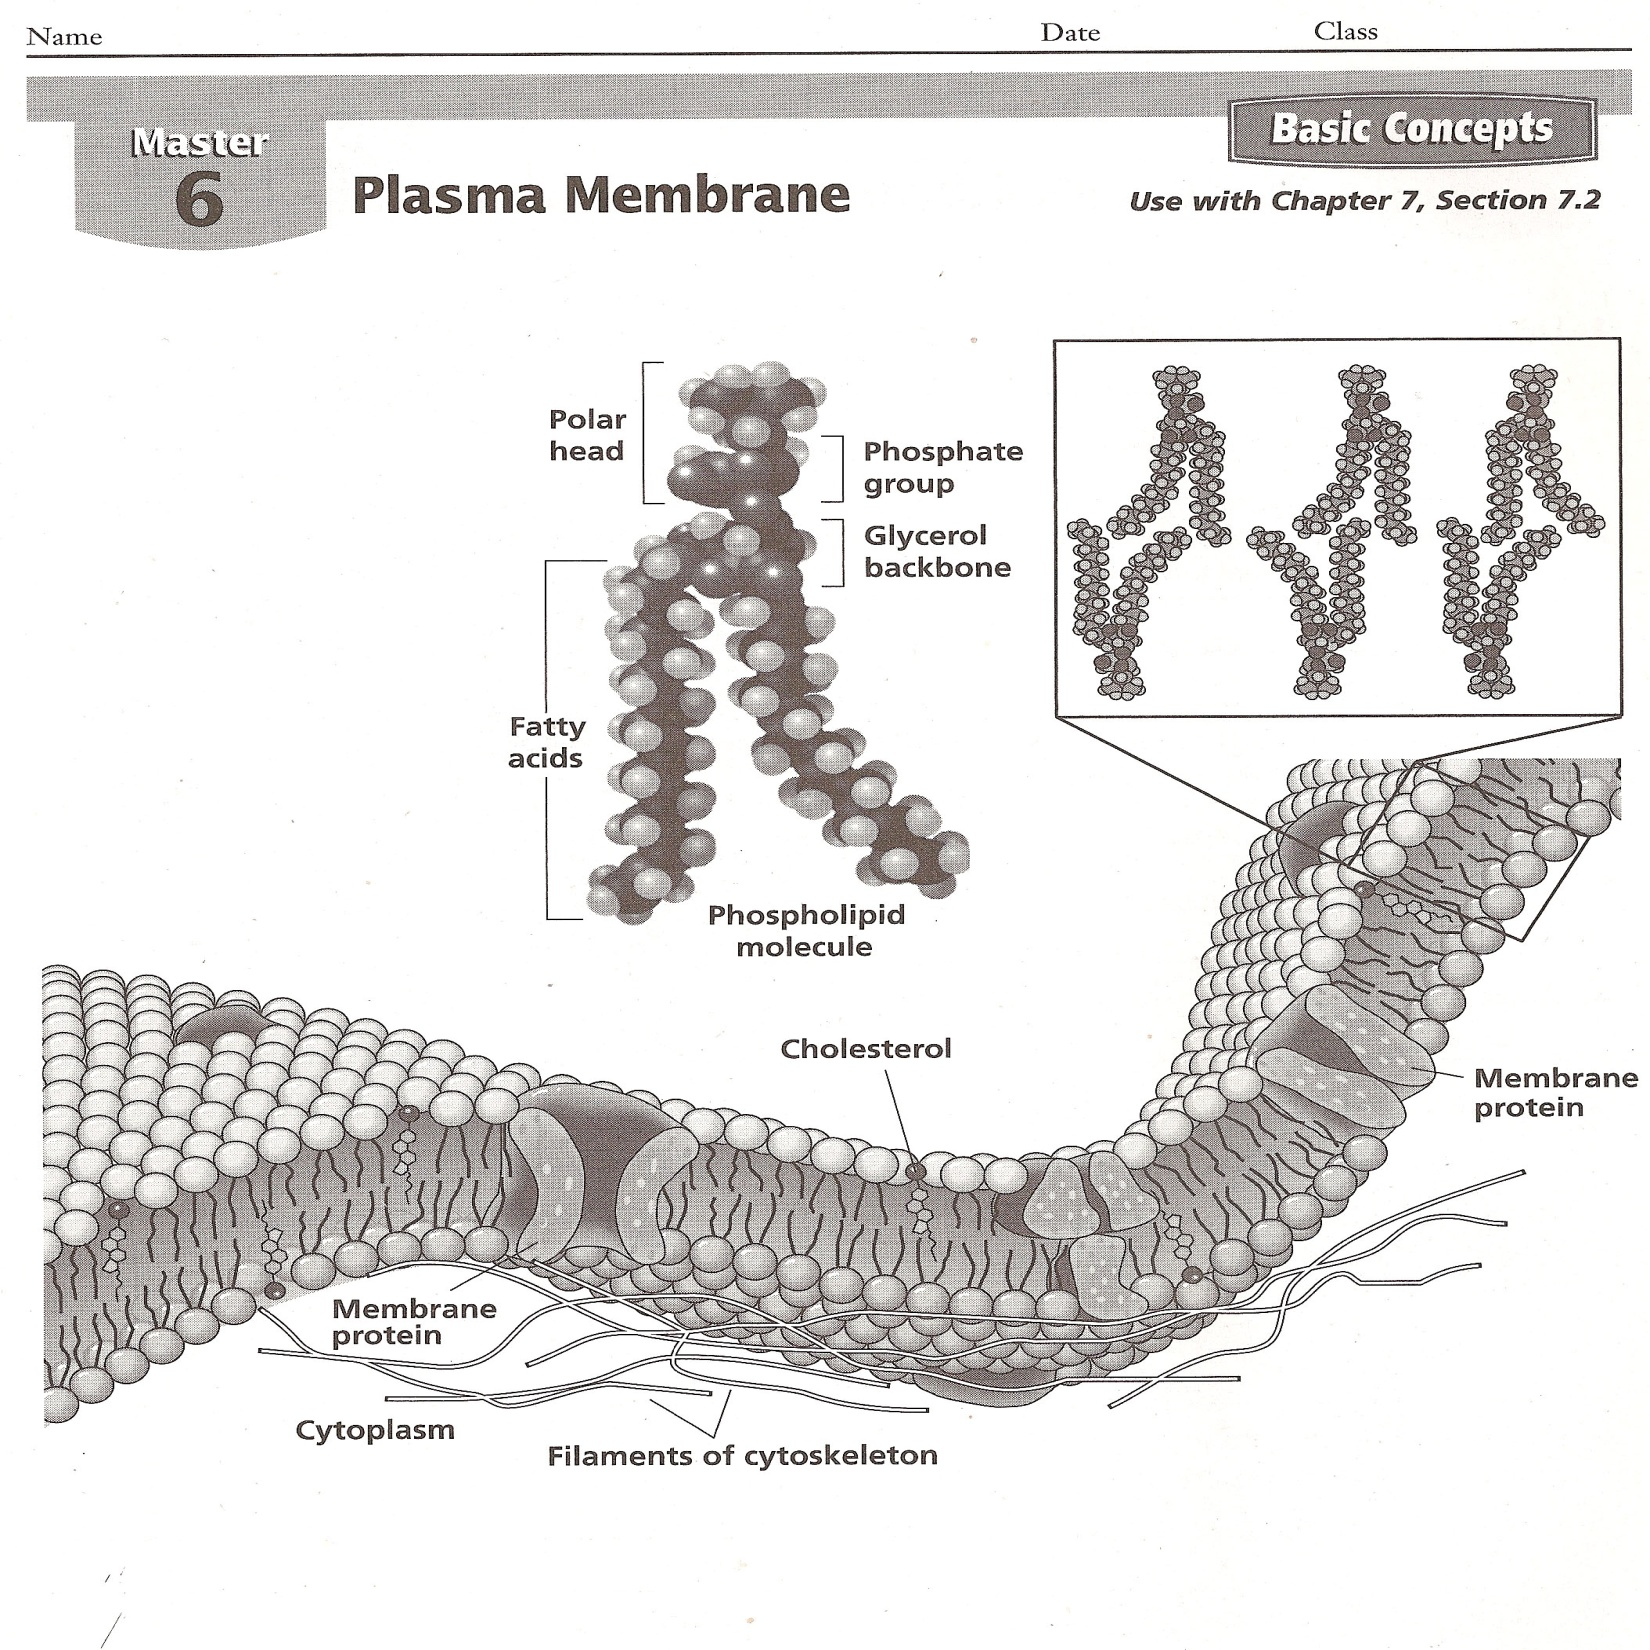 Name Date Class
Master
6
Plasma Membrane
Basic Concepts
Use with Chapter 7, Section 7.2
Polar
head
Phosphate
group
Glycerol
backbone
Fatty
acids
Phospholipid
molecule
Cholesterol
Membrane
protein
Membrane
protein
Cytoplasm
Filaments of cytoskeleton